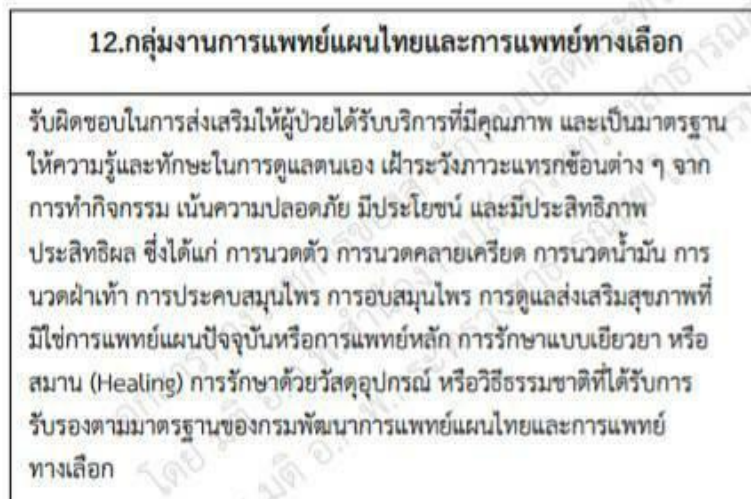 12.กลุ่มงานการแพทย์แผนไทยและการแพทย์ทางเลือก
รับผิดชอบในการส่งเสริมให้ผู้ป่วยได้รับบริการที่มีคุณภาพ และเป็นมาตรฐาน
ให้ความรู้และทักษะในการดูแลตนเอง เฝ้าระวังภาวะแทรกซ้อนต่าง ๆ จาก
การทำกิจกรรม เน้นความปลอดภัย มีประโยชน์ และมีประสิทธิภาพ
ประสิทธิผล ซึ่งได้แก่ การนวดตัว การนวดคลายเครียด การนวดน้ำมัน การ
นวดฝ่าเท้า การประคบสมุนไพร การอบสมุนไพร การดูแลส่งเสริมสุขภาพที่
มิใช่การแพทย์แผนปัจจุบันหรือการแพทย์หลัก การรักษาแบบเยียวยา หรือ
สมาน (Healing) การรักษาด้วยวัสดุอุปกรณ์ หรือวิธีธรรมชาติที่ได้รับการ
รับรองตามมาตรฐานของกรมพัฒนาการแพทย์แผนไทยและการแพทย์
ทางเลือก